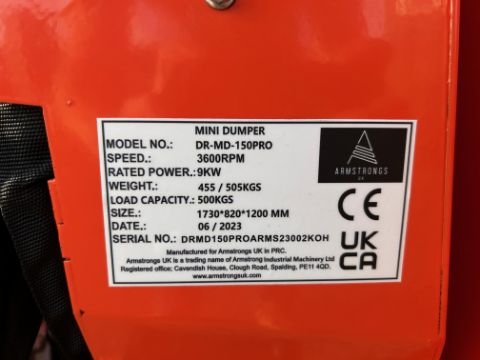 MINI DUMPER
MODEL NO.: DR-MD-150PRO
SPEED.: 3600RPM
RATED POWER.: 9KW
WEIGHT.: 455 / 505KGS
LOAD CAPACITY.: 500KGS
SIZE.: 1730*820*1200 MM
DATE.: 06 / 2023
SERIAL NO.: DRMD150PROARMS23002KOH
Manufactured for Armstrongs UK in PRC.
Armstrongs UK is a trading name of Armstrong Industrial Machinery Ltd
Registered office; Cavendish House, Clough Road, Spalding, PE11 4QD.
www.armstrongsuk.com
ARMSTRONGS
UK
CE
UK
CA